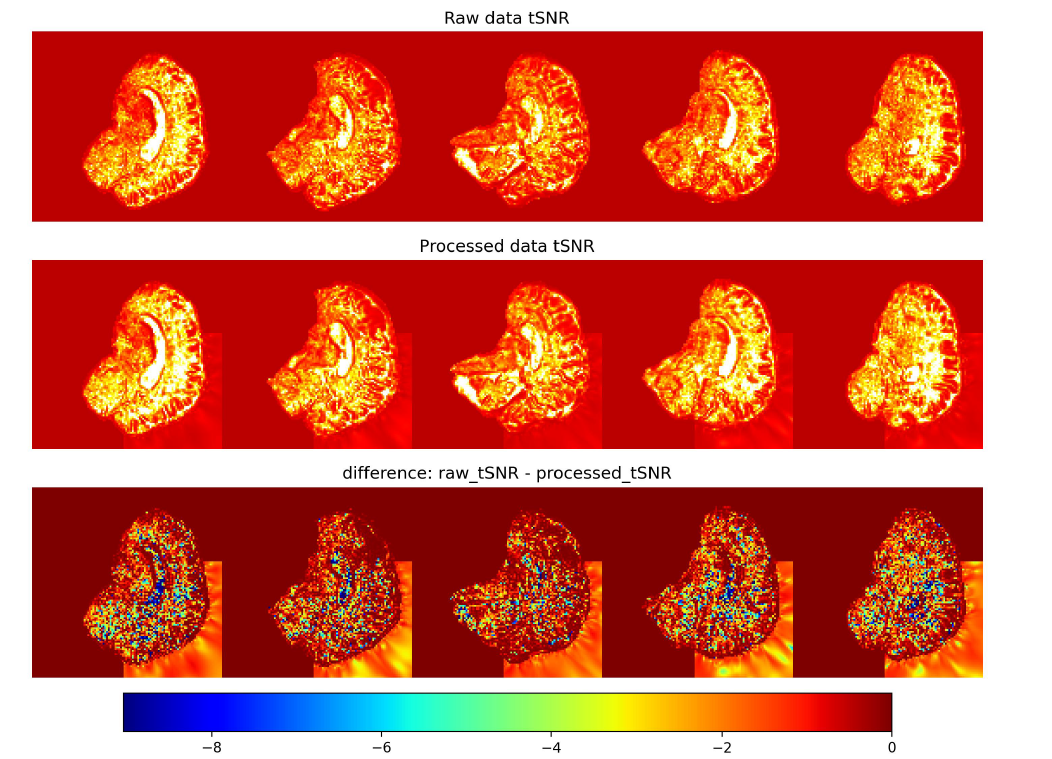 Raw data tSNR
Processed data tSNR
difference: raw_tSNR - processed_tSNR
−8 −6 −4 −2 0